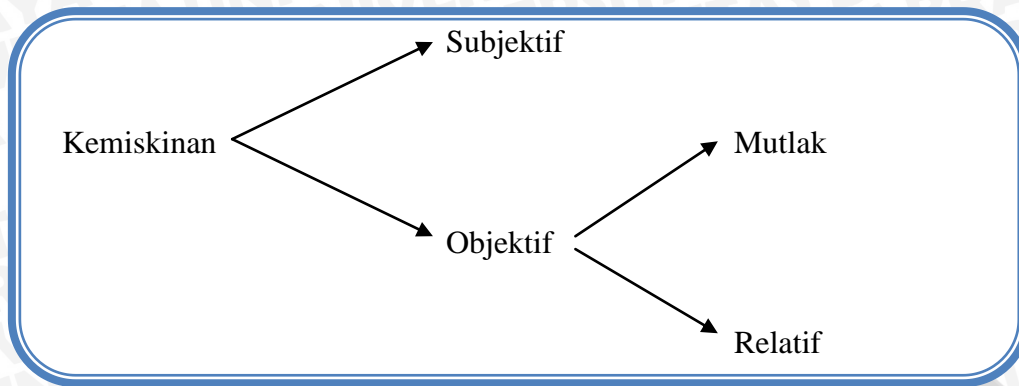 Subjektif
Kemiskinan
Mutlak
Objektif
Relatif